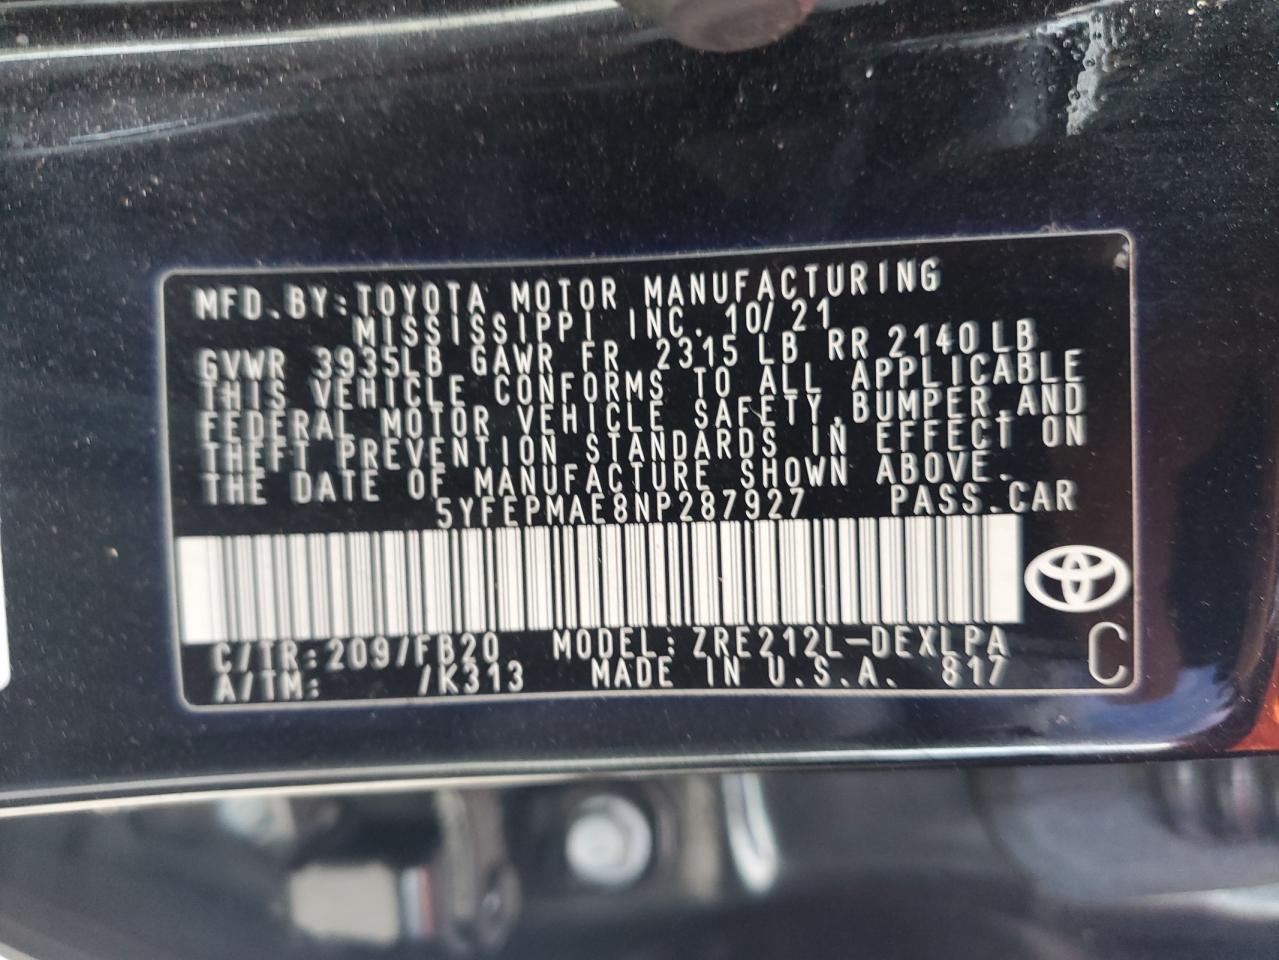 MFD.BY:TOYOTA MOTOR MANUFACTURING
MISSISSIPPI INC. 10/21
GVWR 3935LB GAWR FR 2315 LB RR 2140 LB
THIS VEHICLE CONFORMS TO ALL APPLICABLE
FEDERAL MOTOR VEHICLE SAFETY,BUMPER,AND
THEFT PREVENTION STANDARDS IN EFFECT ON
THE DATE OF MANUFACTURE SHOWN ABOVE.
5YFEPMAE8NP287927 PASS.CAR
C/TR:209/FB20 MODEL:ZRE212L-DEXLPA
A/TM: /K313 MADE IN U.S.A. 817 C